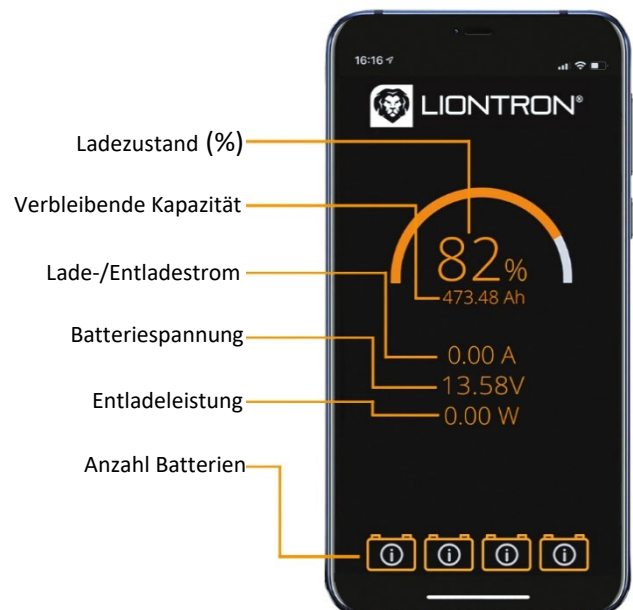 16:16
LIONTRON®
Ladezustand (%)
Verbleibende Kapazität
Lade-/Entladestrom
Batteriespannung
Entladeleistung
Anzahl Batterien
82%
473.48 Ah
0.00 A
13.58V
0.00 W